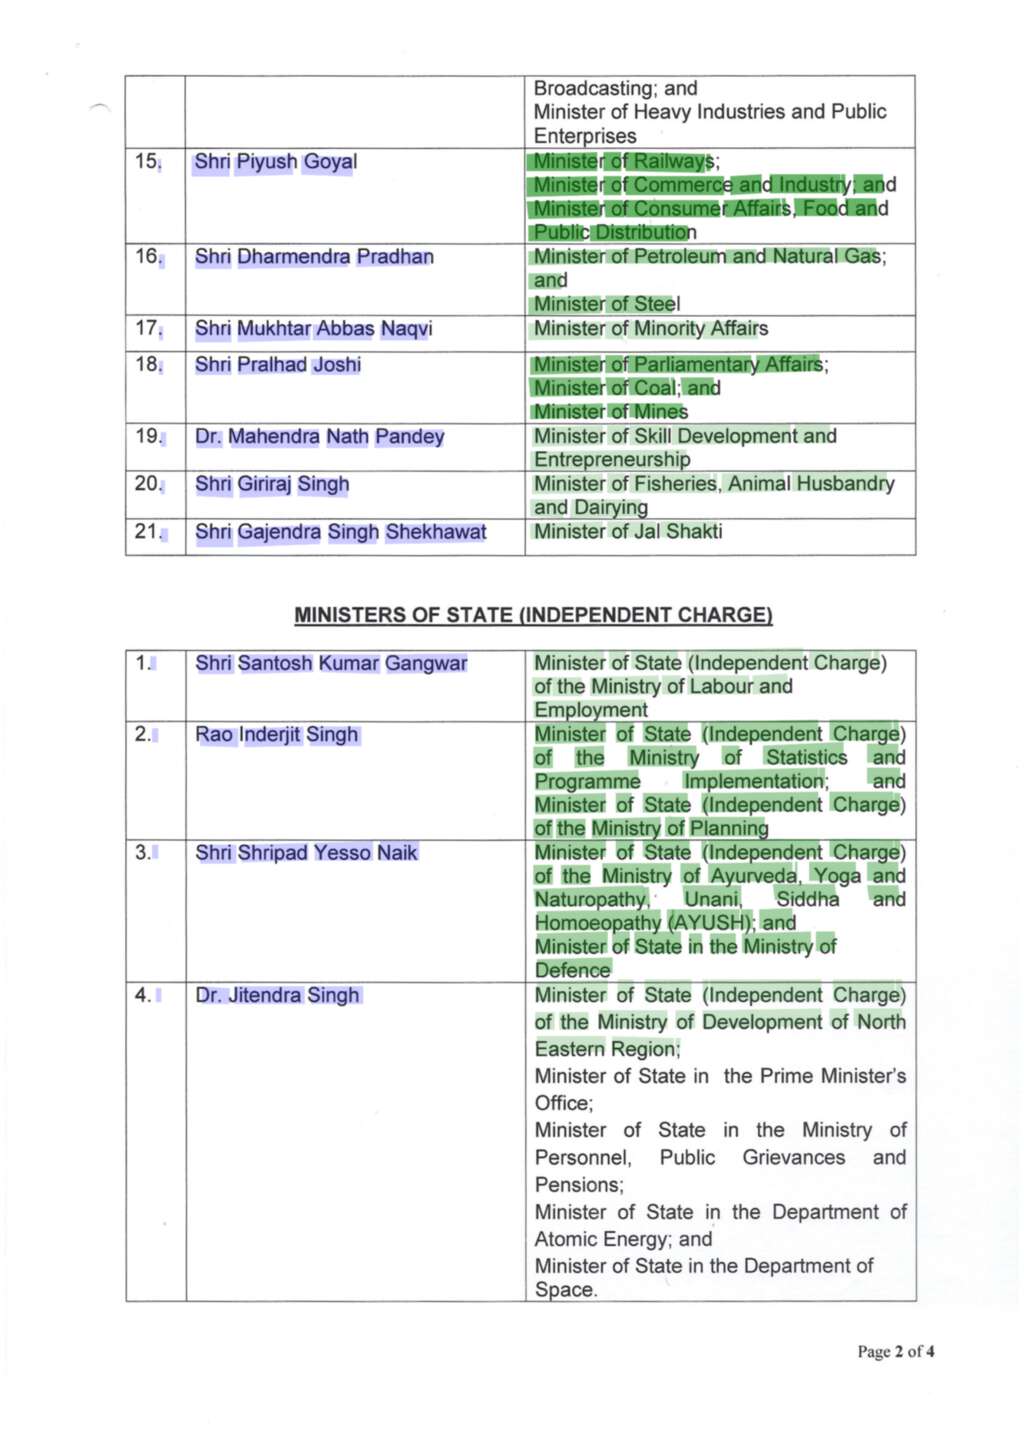 Broadcasting; and
Minister of Heavy Industries and Public
Enterprises
15. Shri Piyush Goyal Minister of Railways;
Minister of Commerce and Industry; and
Minister of Consumer Affairs, Food and
Public Distribution
16. Shri Dharmendra Pradhan Minister of Petroleum and Natural Gas;
and
Minister of Steel
17. Shri Mukhtar Abbas Naqvi Minister of Minority Affairs
18. Shri Pralhad Joshi Minister of Parliamentary Affairs;
Minister of Coal; and
Minister of Mines
19. Dr. Mahendra Nath Pandey Minister of Skill Development and
Entrepreneurship
20. Shri Giriraj Singh Minister of Fisheries, Animal Husbandry
and Dairying
21. Shri Gajendra Singh Shekhawat Minister of Jal Shakti
MINISTERS OF STATE (INDEPENDENT CHARGE)
1. Shri Santosh Kumar Gangwar Minister of State (Independent Charge)
of the Ministry of Labour and
Employment
2. Rao Inderjit Singh Minister of State (Independent Charge)
of the Ministry of Statistics and
Programme Implementation; and
Minister of State (Independent Charge)
of the Ministry of Planning
3. Shri Shripad Yesso Naik Minister of State (Independent Charge)
of the Ministry of Ayurveda, Yoga and
Naturopathy, Unani, Siddha and
Homoeopathy (AYUSH); and
Minister of State in the Ministry of
Defence
4. Dr. Jitendra Singh Minister of State (Independent Charge)
of the Ministry of Development of North
Eastern Region;
Minister of State in the Prime Minister's
Office;
Minister of State in the Ministry of
Personnel, Public Grievances and
Pensions;
Minister of State in the Department of
Atomic Energy; and
Minister of State in the Department of
Space.
Page 2 of 4